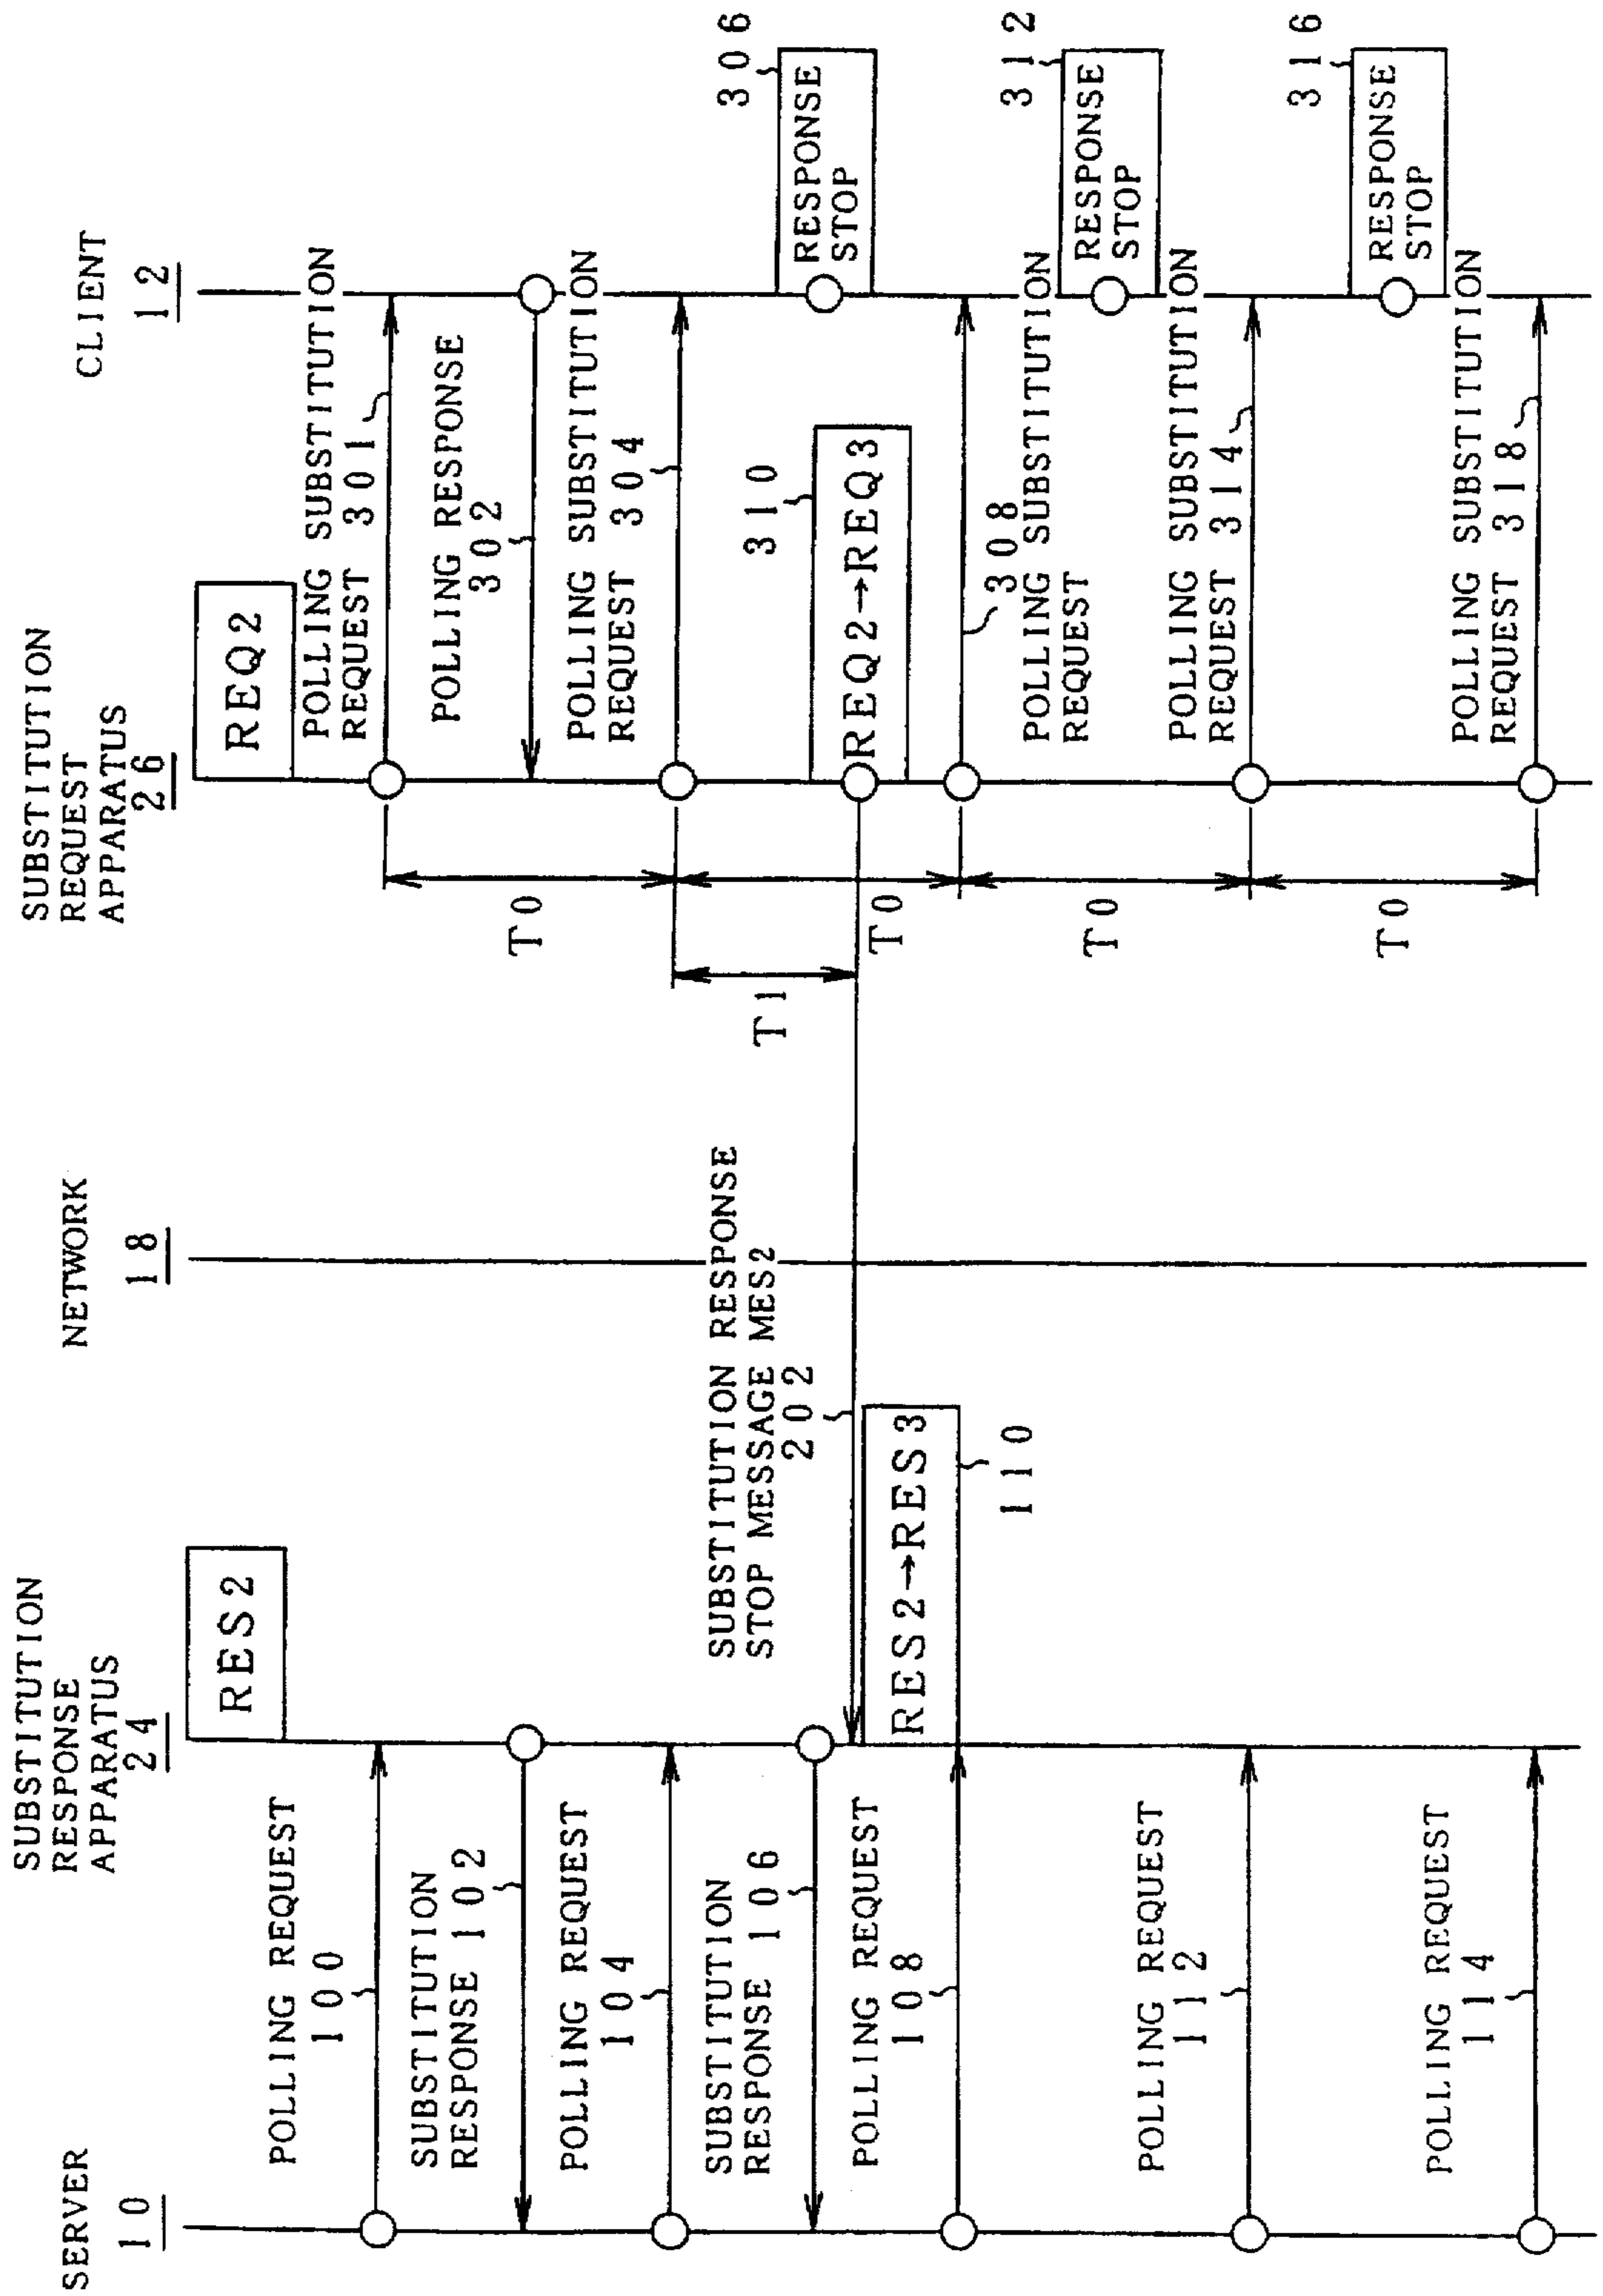 SERVER
10
SUBSTITUTION
RESPONSE
APPARATUS
24
NETWORK
18
SUBSTITUTION
REQUEST
APPARATUS
26
CLIENT
12
RES2
REQ2
POLLING REQUEST
100
POLLING SUBSTITUTION
REQUEST 301
SUBSTITUTION
RESPONSE 102
POLLING RESPONSE
302
T0
POLLING REQUEST
104
POLLING SUBSTITUTION
REQUEST 304
SUBSTITUTION
RESPONSE 106
SUBSTITUTION RESPONSE
STOP MESSAGE MES2
202
T1
310
REQ2→REQ3
306
RESPONSE
STOP
T0
POLLING REQUEST
108
RES2→RES3
110
308
POLLING SUBSTITUTION
REQUEST
T0
312
RESPONSE
STOP
POLLING REQUEST
112
POLLING SUBSTITUTION
REQUEST 314
T0
316
RESPONSE
STOP
POLLING REQUEST
114
POLLING SUBSTITUTION
REQUEST 318